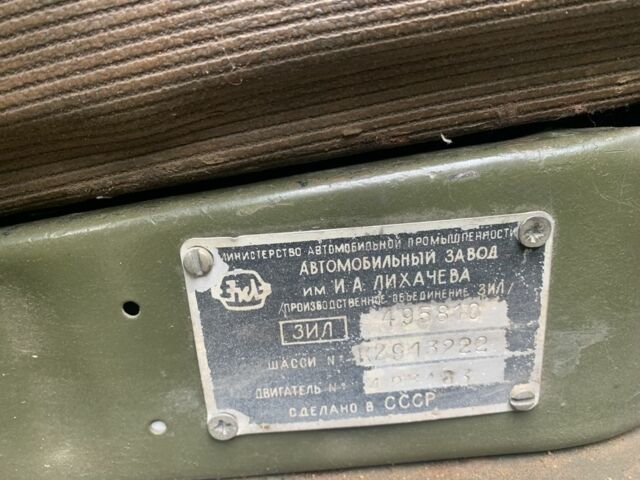 МИНИСТЕРСТВО АВТОМОБИЛЬНОЙ ПРОМЫШЛЕННОСТИ
АВТОМОБИЛЬНЫЙ ЗАВОД
ИМ И.А. ЛИХАЧЕВА
/ПРОИЗВОДСТВЕННОЕ ОБЪЕДИНЕНИЕ ЗИЛ/
ЗИЛ 495810
ШАССИ №
ДВИГАТЕЛЬ №
СДЕЛАНО В СССР